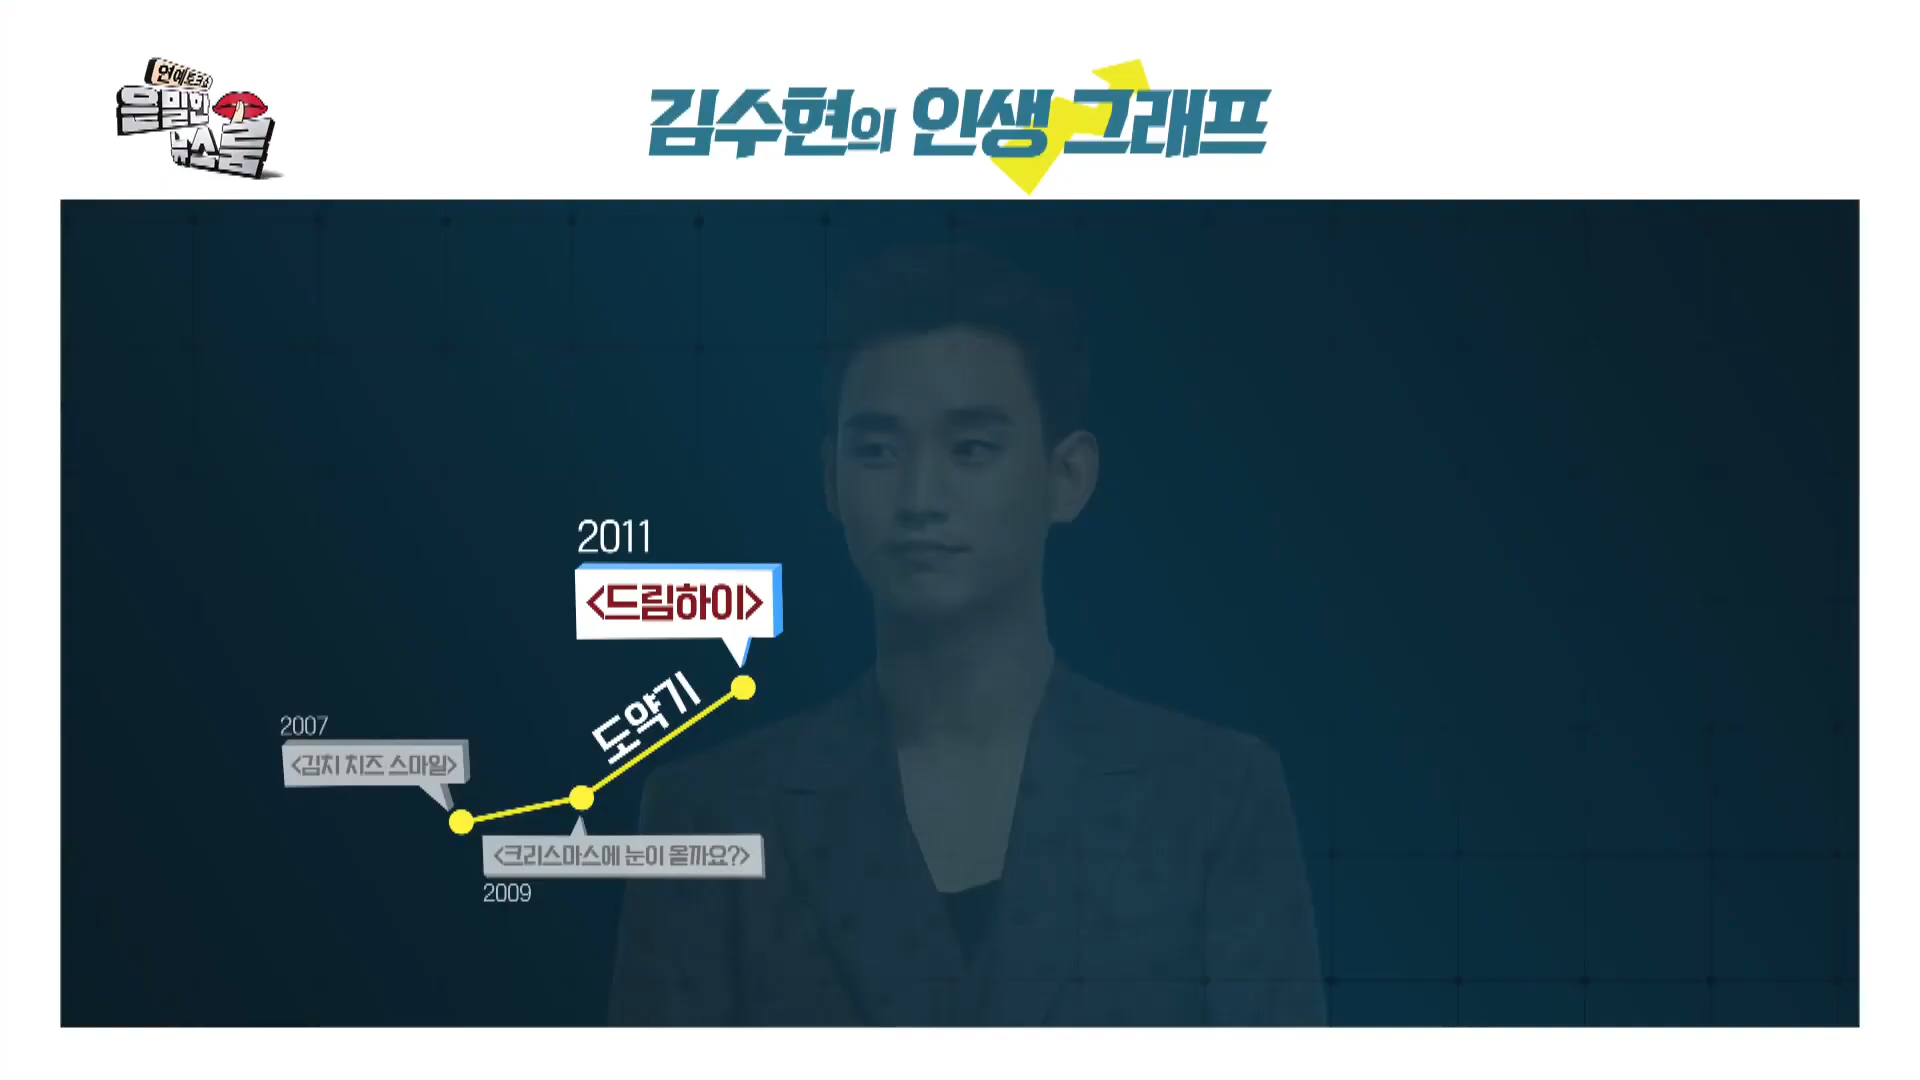 연예토크쇼
은밀한
뉴스룸
김수현의 인생 그래프
2011
<드림하이>
도약기
2007
<김치 치즈 스마일>
<크리스마스에 눈이 올까요?>
2009